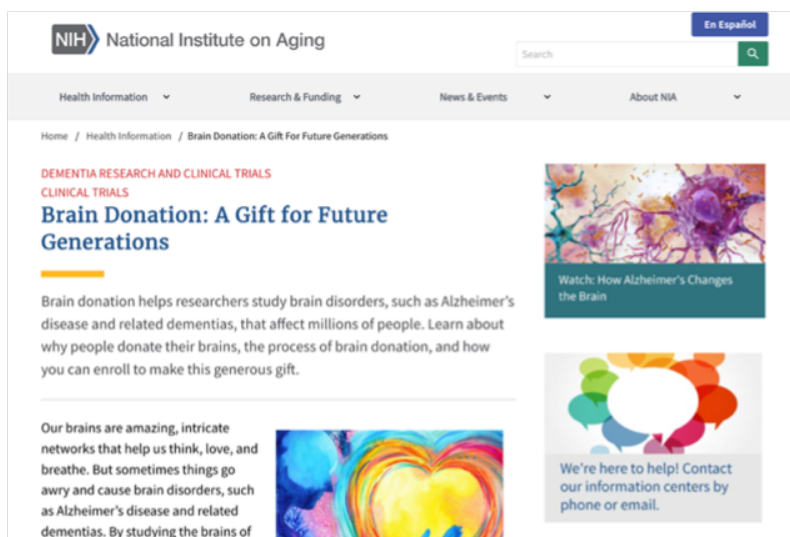 NIH National Institute on Aging
En Español
Search
Health Information
Research & Funding
News & Events
About NIA
Home / Health Information / Brain Donation: A Gift For Future Generations
DEMENTIA RESEARCH AND CLINICAL TRIALS
CLINICAL TRIALS
Brain Donation: A Gift for Future
Generations
Brain donation helps researchers study brain disorders, such as Alzheimer's
disease and related dementias, that affect millions of people. Learn about
why people donate their brains, the process of brain donation, and how
you can enroll to make this generous gift.
Our brains are amazing, intricate
networks that help us think, love, and
breathe. But sometimes things go
awry and cause brain disorders, such
as Alzheimer's disease and related
dementias. By studying the brains of
Watch: How Alzheimer's Changes
the Brain
We're here to help! Contact
our information centers by
phone or email.